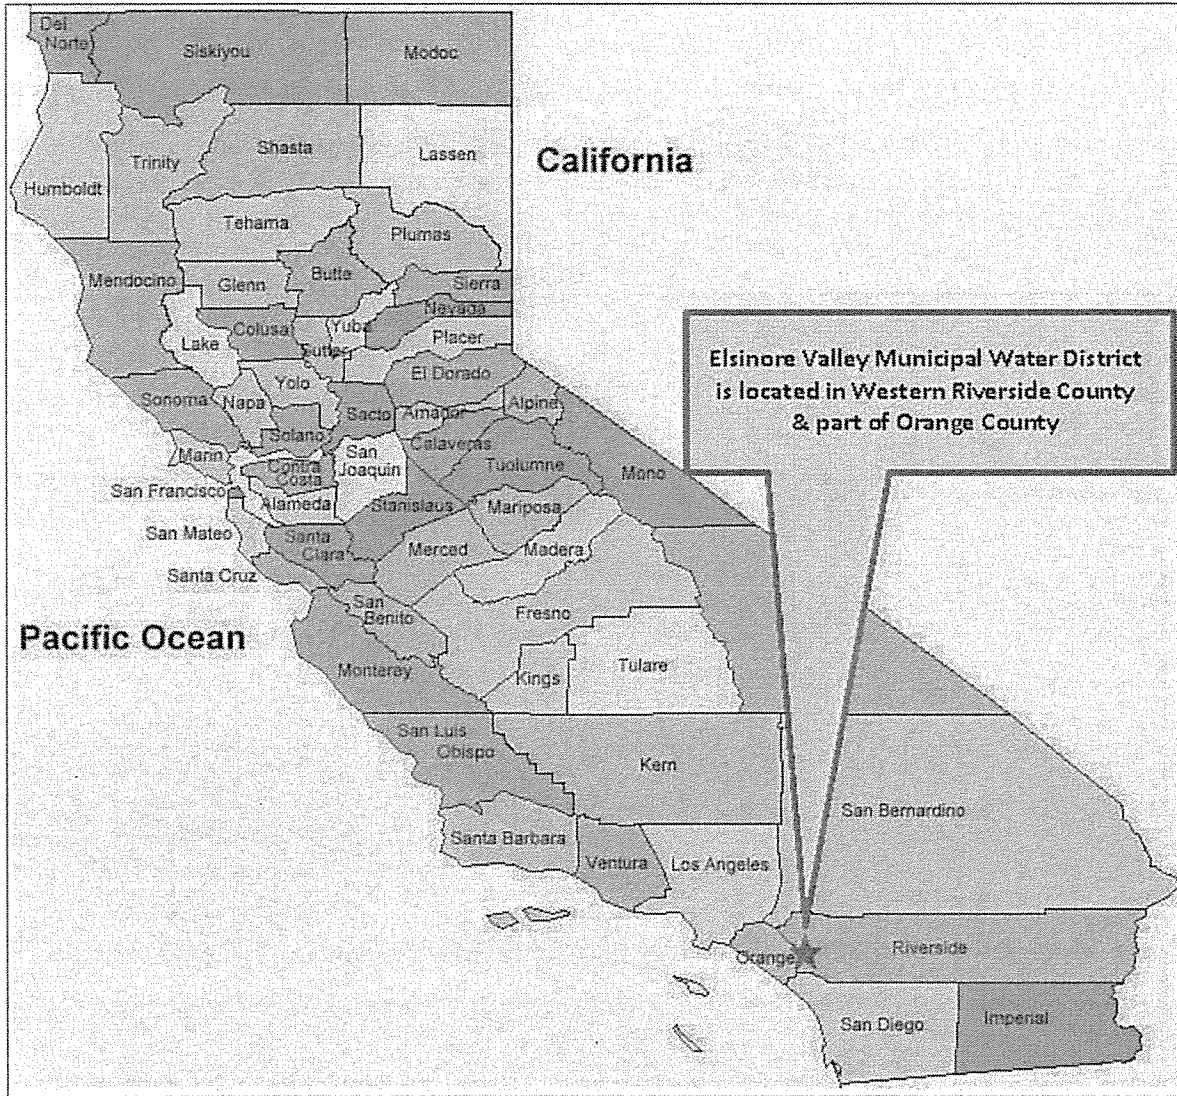 Del
Norte
Siskiyou
Modoc
Shasta
Lassen
Trinity
Humboldt
California
Tehama
Plumas
Mendocino
Glenn
Butte
Sierra
Nevada
Colusa
Yuba
Lake
Sutter
Placer
Elsinore Valley Municipal Water District
is located in Western Riverside County
& part of Orange County
El Dorado
Yolo
Sonoma
Napa
Sacto
Amador
Alpine
Solano
Calaveras
Marin
San
Joaquin
Contra
Costa
Tuolumne
Mono
San Francisco
Alameda
Stanislaus
Mariposa
San Mateo
Santa
Clara
Merced
Madera
Santa Cruz
San
Benito
Fresno
Pacific Ocean
Monterey
Kings
Tulare
San Luis
Obispo
Kern
San Bernardino
Santa Barbara
Ventura
Los Angeles
Orange
Riverside
San Diego
Imperial